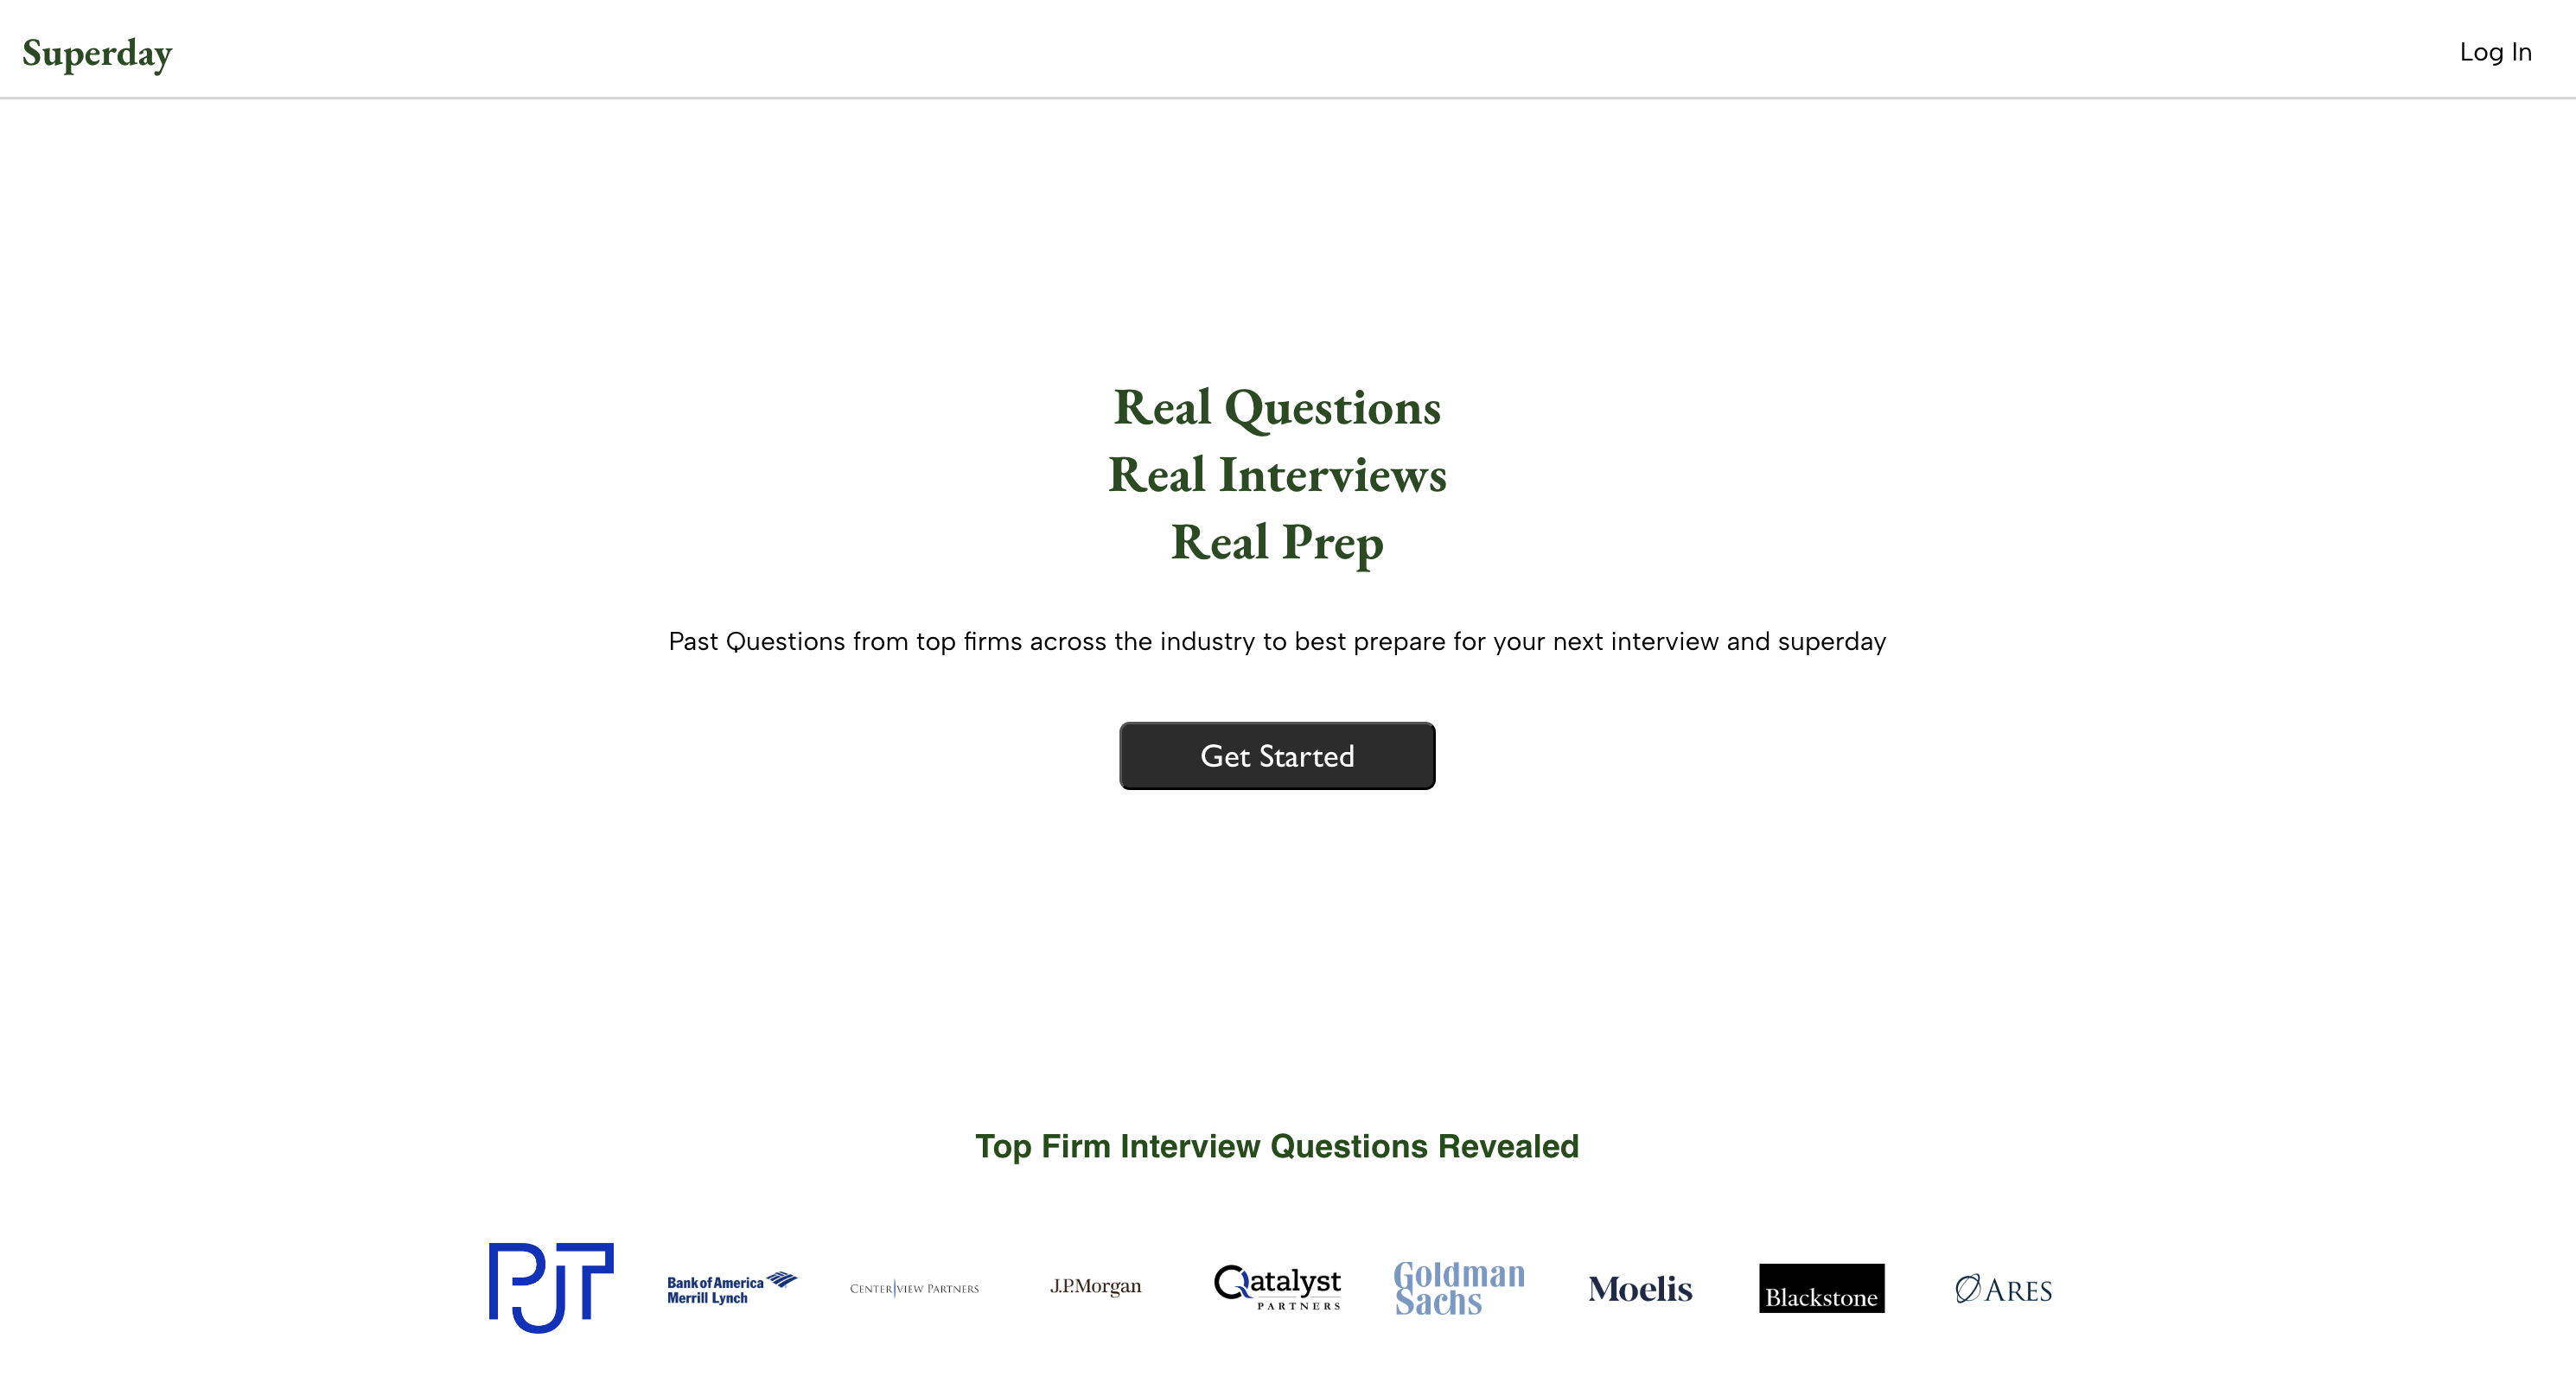 Superday
Log In
Real Questions
Real Interviews
Real Prep
Past Questions from top firms across the industry to best prepare for your next interview and superday
Get Started
Top Firm Interview Questions Revealed
PJT
Bank of America
Merrill Lynch
CENTERVIEW PARTNERS
J.P.Morgan
Qatalyst
PARTNERS
Goldman
Sachs
Moelis
Blackstone
ARES